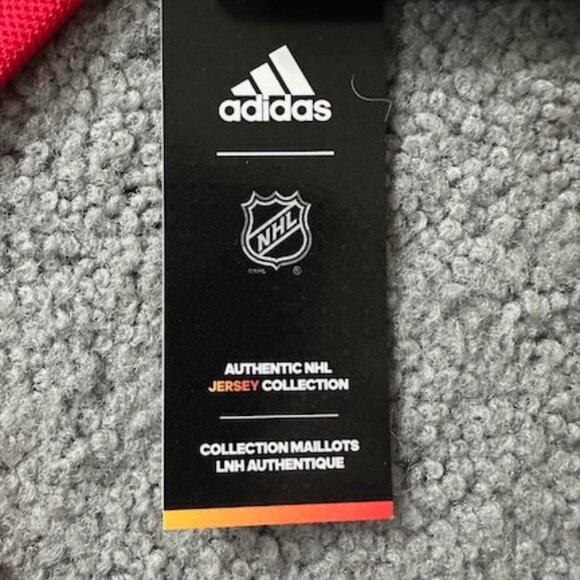 adidas
NHL
®
AUTHENTIC NHL
JERSEY COLLECTION
COLLECTION MAILLOTS
LNH AUTHENTIQUE